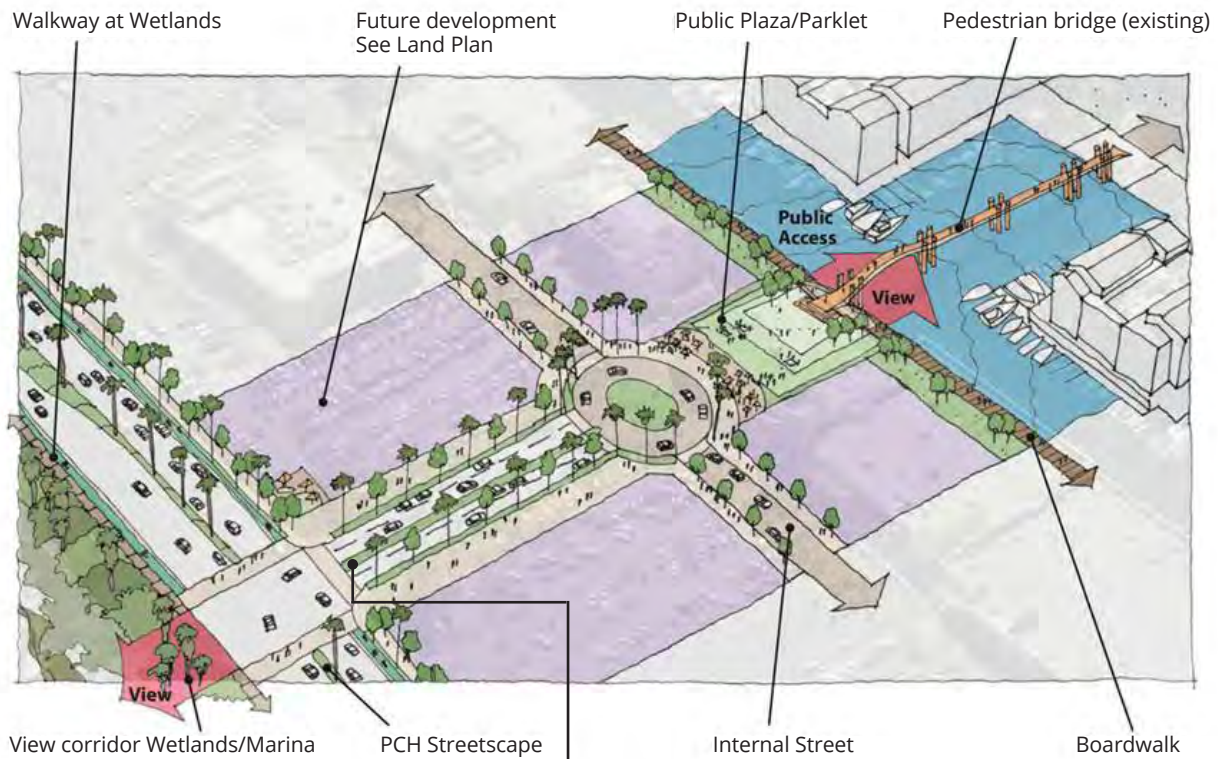 Walkway at Wetlands
Future development
See Land Plan
Public Plaza/Parklet
Pedestrian bridge (existing)
Public
Access
View
View
View corridor Wetlands/Marina
PCH Streetscape
Internal Street
Boardwalk